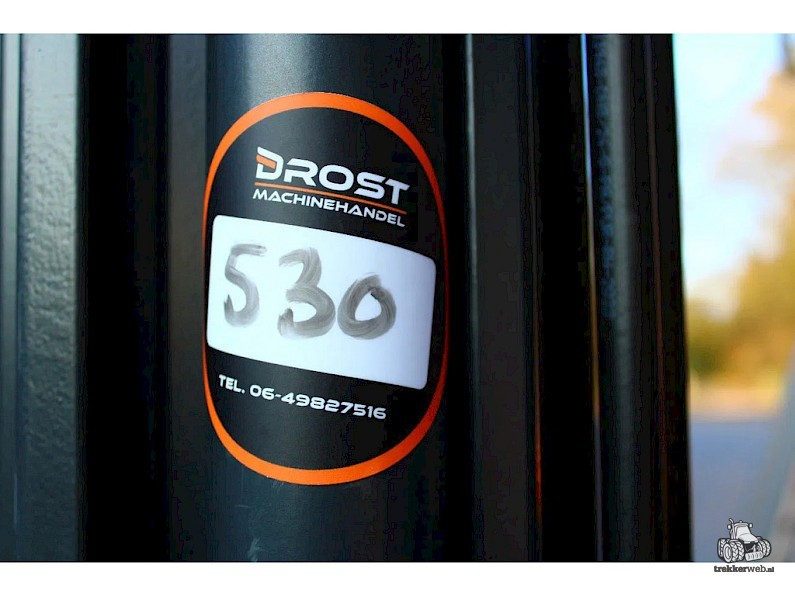 DROST
MACHINEHANDEL
530
TEL. 06-49827516
trekkerweb.nl